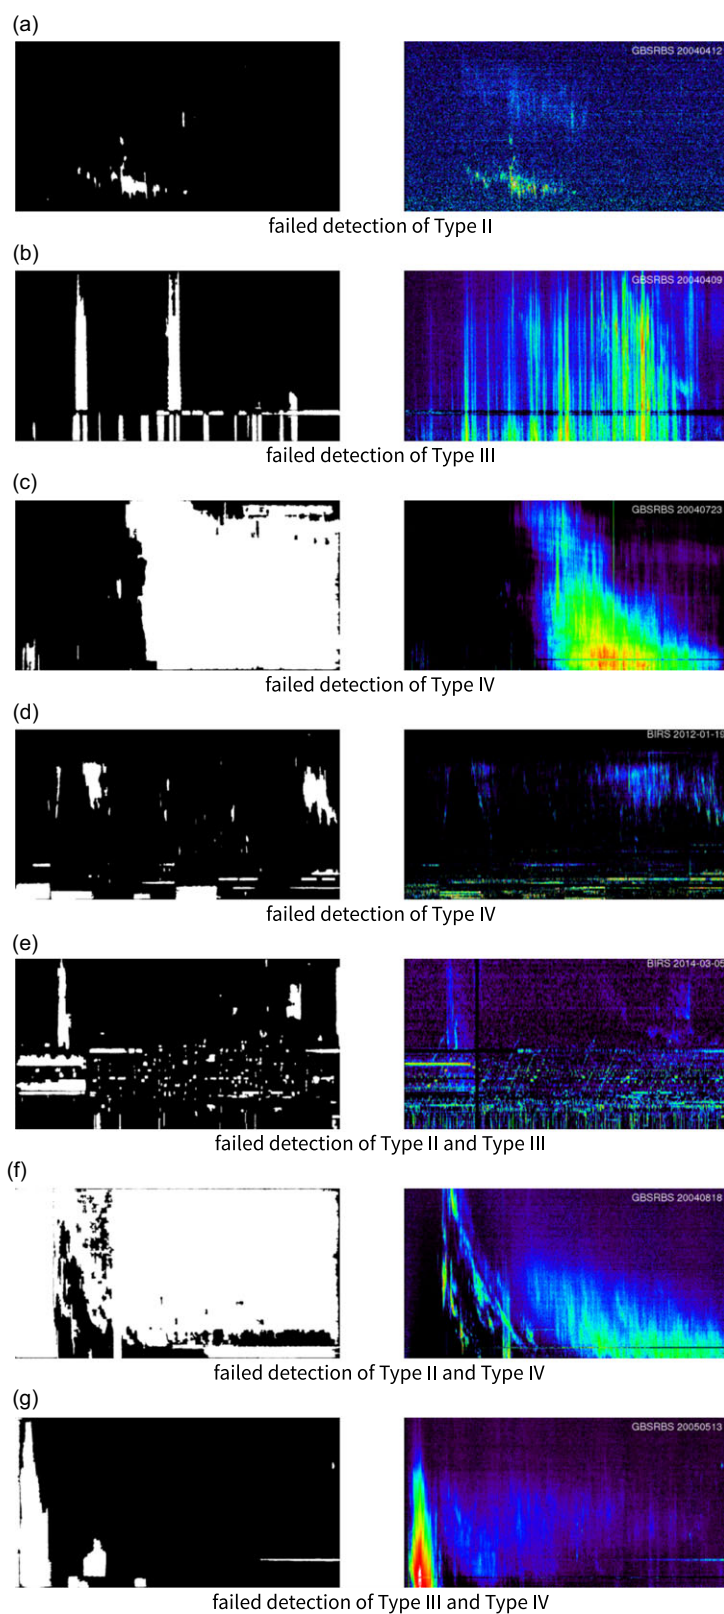 (a)
GBSRBS 20040412
failed detection of Type II
(b)
GBSRBS 20040409
failed detection of Type III
(c)
GBSRBS 20040723
failed detection of Type IV
(d)
BIRS 2012-01-19
failed detection of Type IV
(e)
BIRS 2014-03-05
failed detection of Type II and Type III
(f)
GBSRBS 20040818
failed detection of Type II and Type IV
(g)
GBSRBS 20050513
failed detection of Type III and Type IV